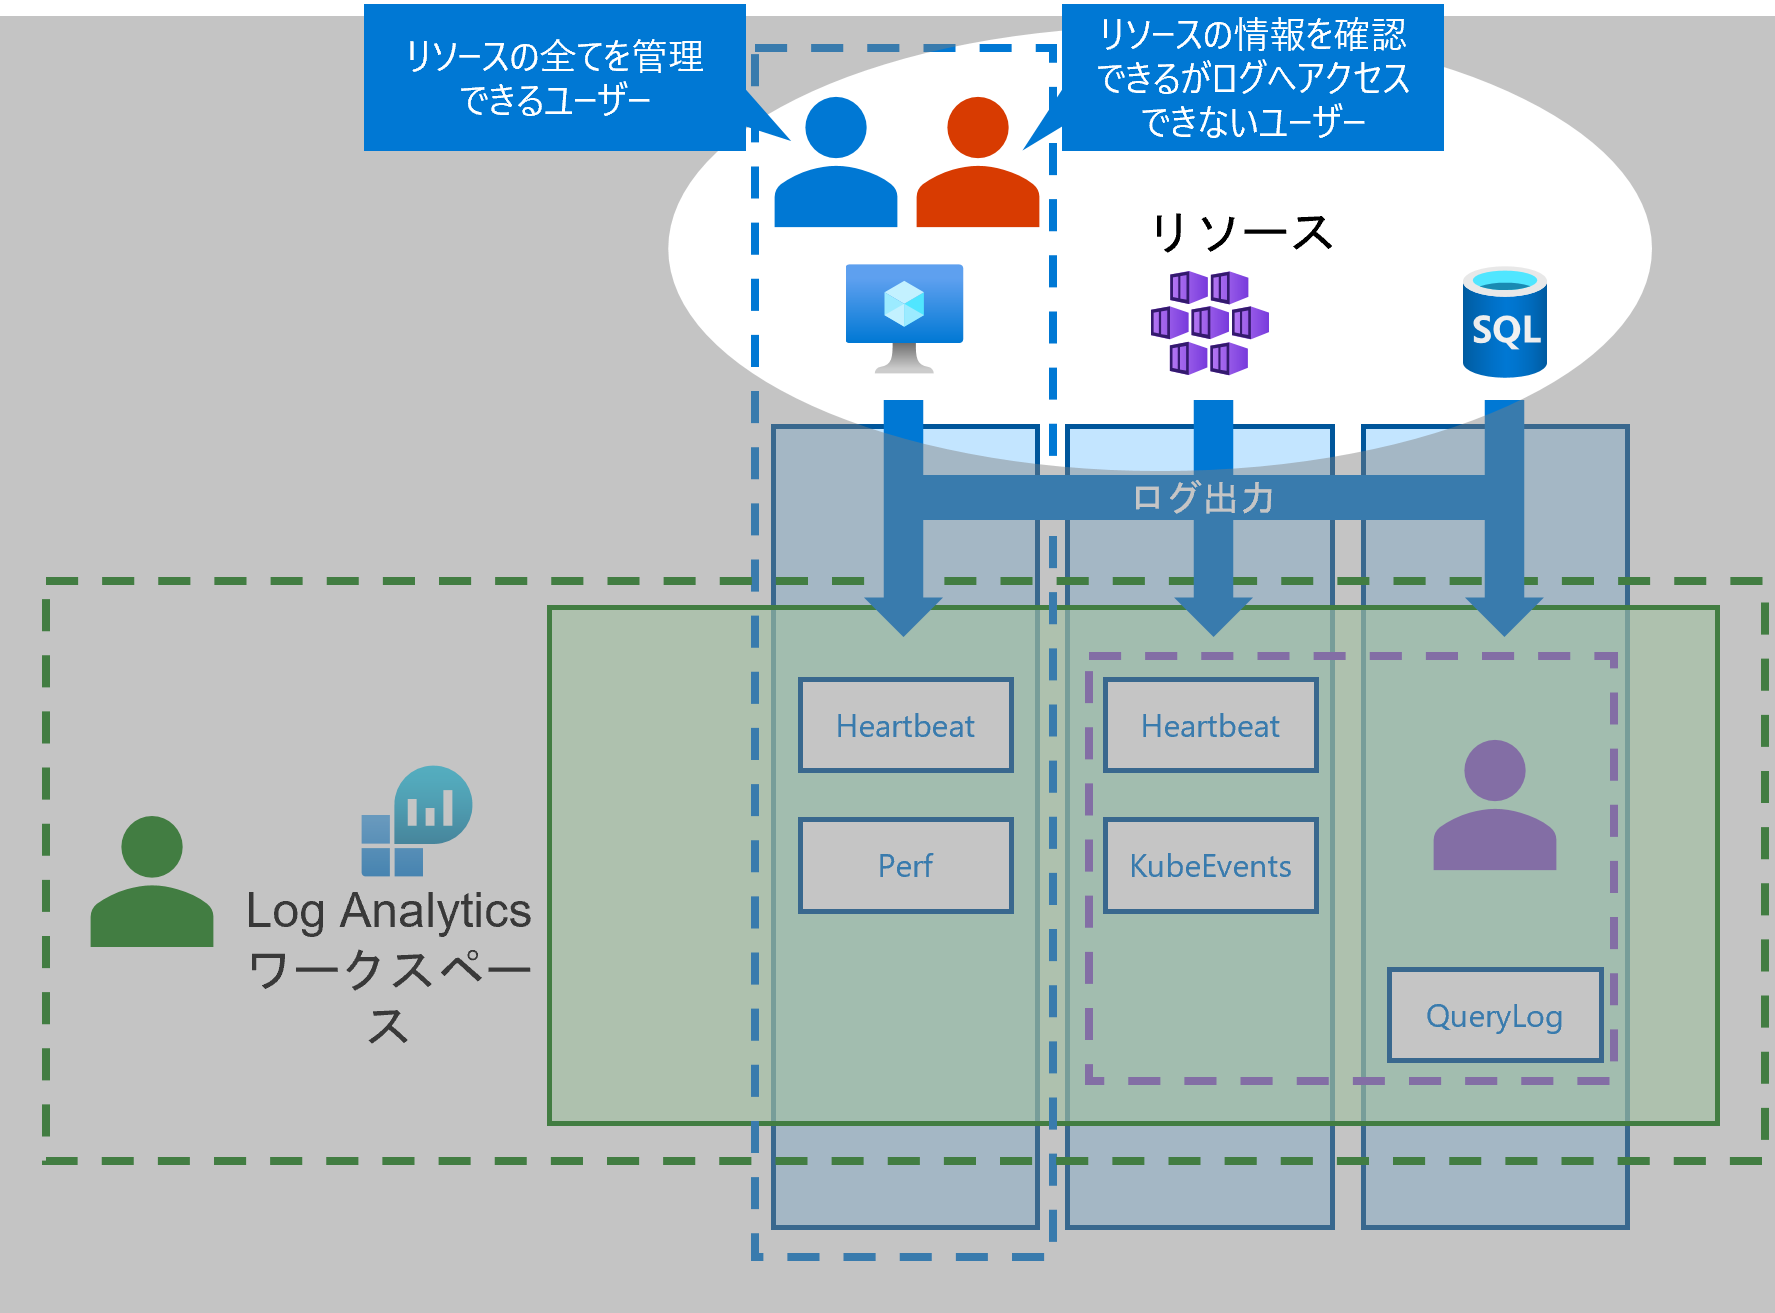 リソースの全てを管理
できるユーザー
リソースの情報を確認
できるがログへアクセス
できないユーザー
リソース
SQL
ログ出力
Heartbeat
Heartbeat
Perf
KubeEvents
Log Analytics
ワークスペー
ス
QueryLog